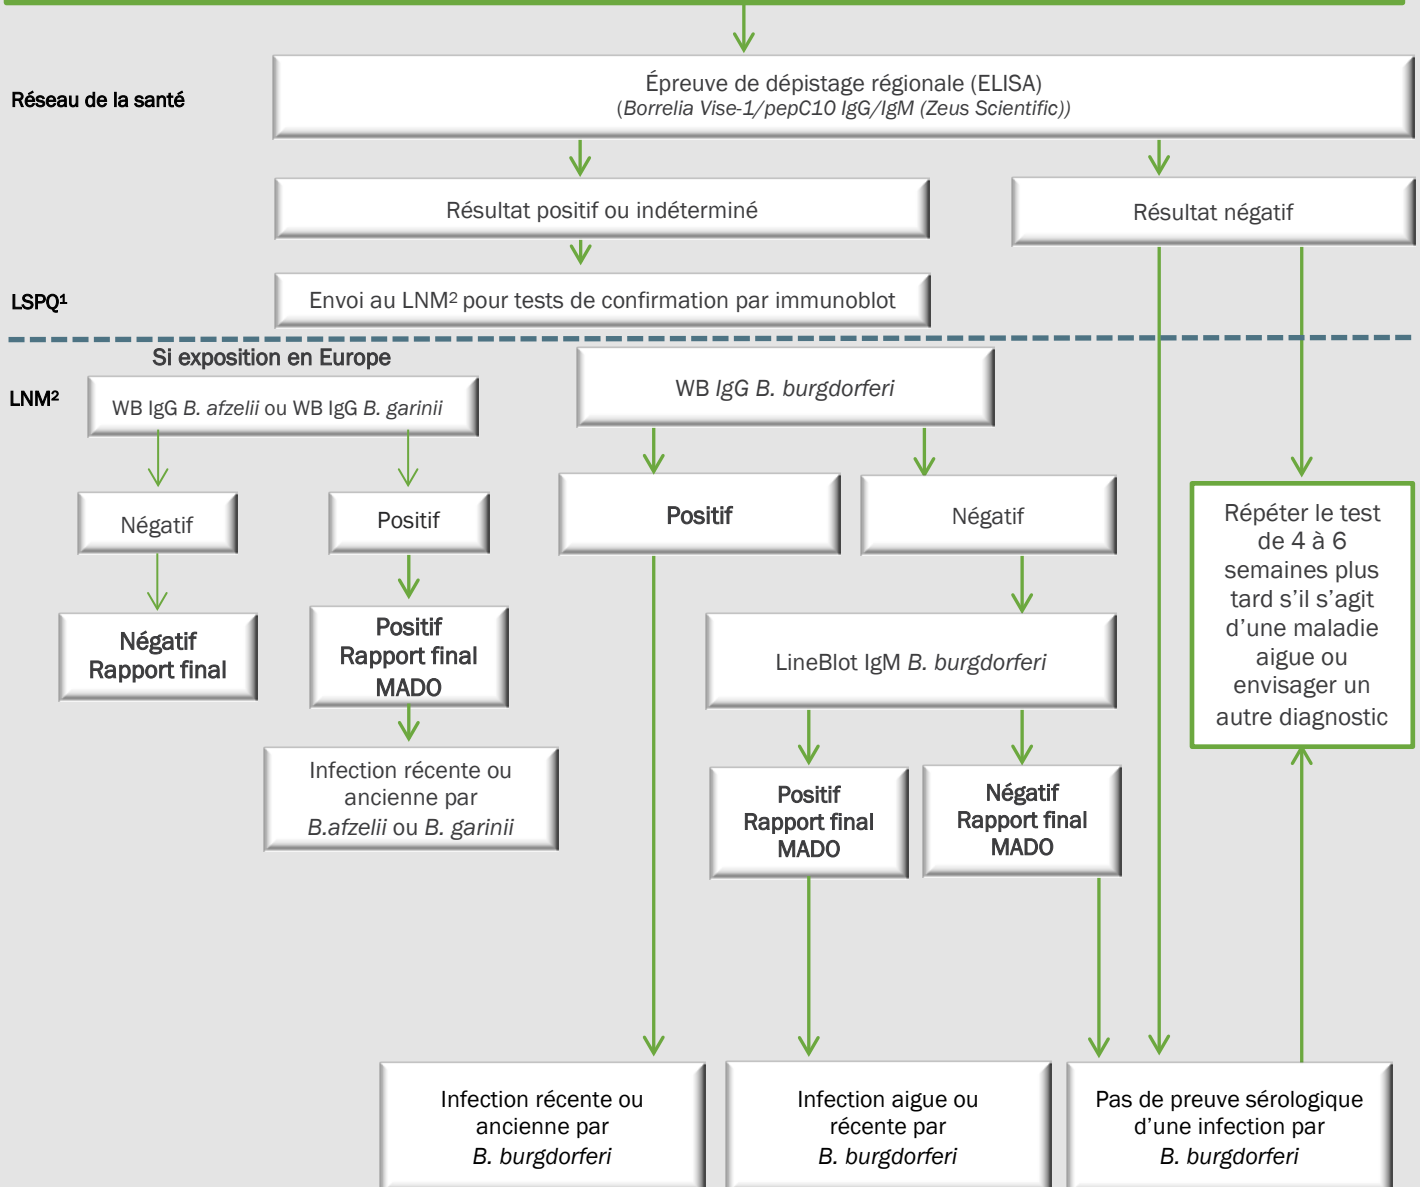 Réseau de la santé
Épreuve de dépistage régionale (ELISA)
(Borrelia Vise-1/pepC10 IgG/IgM (Zeus Scientific))
Résultat positif ou indéterminé
Résultat négatif
LSPQ¹
Envoi au LNM² pour tests de confirmation par immunoblot
Si exposition en Europe
LNM²
WB IgG B. afzelii ou WB IgG B. garinii
WB IgG B. burgdorferi
Négatif
Positif
Positif
Négatif
Répéter le test
de 4 à 6
semaines plus
tard s'il s'agit
d'une maladie
aigue ou
envisager un
autre diagnostic
Négatif
Rapport final
Positif
Rapport final
MADO
LineBlot IgM B. burgdorferi
Infection récente ou
ancienne par
B.afzelii ou B. garinii
Positif
Rapport final
MADO
Négatif
Rapport final
MADO
Infection récente ou
ancienne par
B. burgdorferi
Infection aigue ou
récente par
B. burgdorferi
Pas de preuve sérologique
d'une infection par
B. burgdorferi